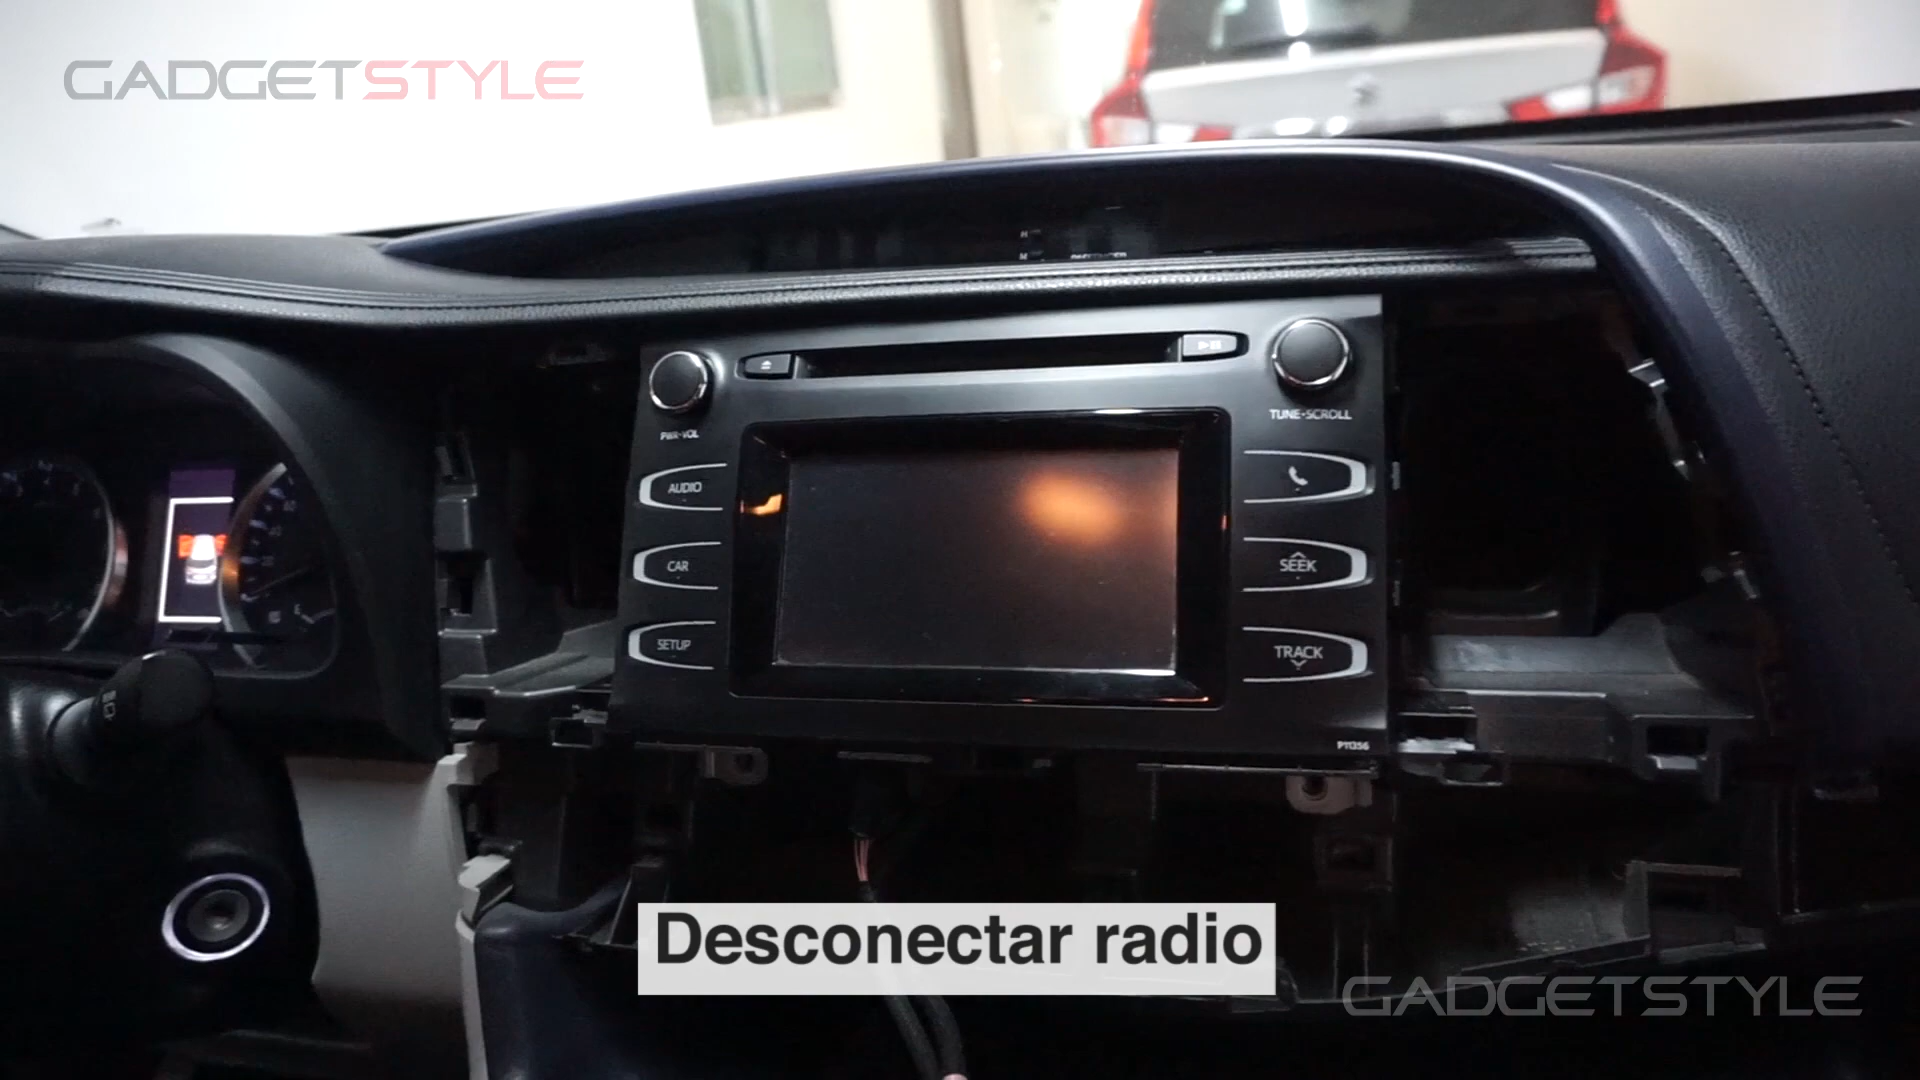 GADGETSTYLE
H
M
PWR•VOL
TUNE•SCROLL
AUDIO
CAR
SEEK
SETUP
TRACK
P11356
Desconectar radio
GADGETSTYLE